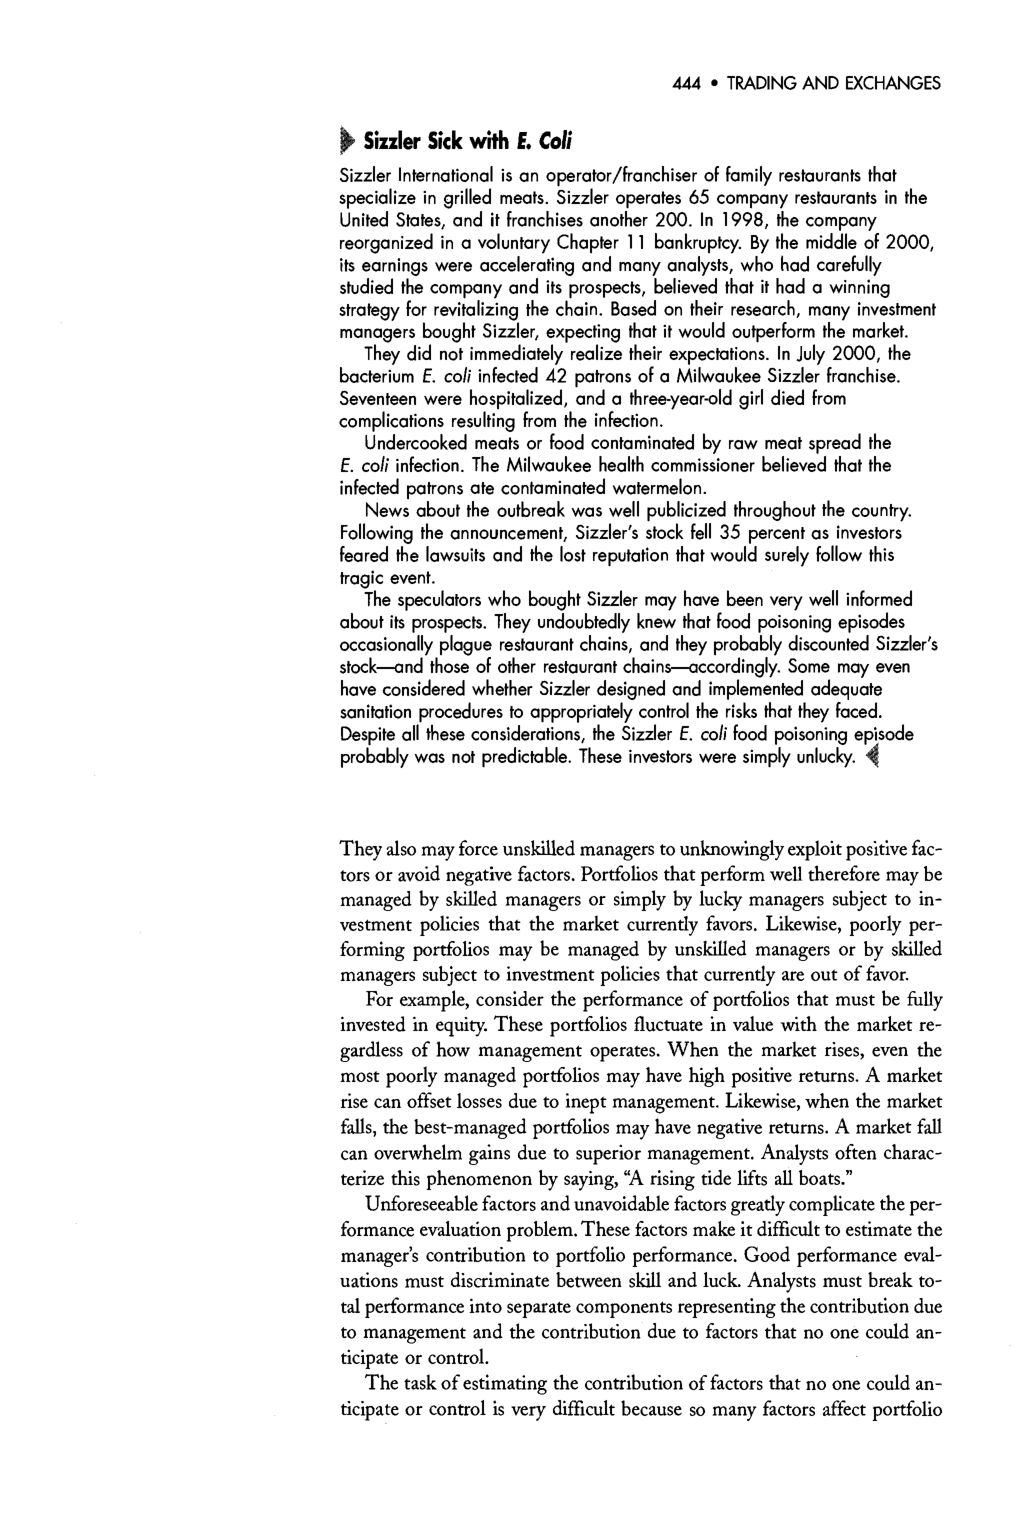 444 • TRADING AND EXCHANGES
Sizzler Sick with E. Coli
Sizzler International is an operator/franchiser of family restaurants that
specialize in grilled meats. Sizzler operates 65 company restaurants in the
United States, and it franchises another 200. In 1998, the company
reorganized in a voluntary Chapter 11 bankruptcy. By the middle of 2000,
its earnings were accelerating and many analysts, who had carefully
studied the company and its prospects, believed that it had a winning
strategy for revitalizing the chain. Based on their research, many investment
managers bought Sizzler, expecting that it would outperform the market.
They did not immediately realize their expectations. In July 2000, the
bacterium E. coli infected 42 patrons of a Milwaukee Sizzler franchise.
Seventeen were hospitalized, and a three-year-old girl died from
complications resulting from the infection.
Undercooked meats or food contaminated by raw meat spread the
E. coli infection. The Milwaukee health commissioner believed that the
infected patrons ate contaminated watermelon.
News about the outbreak was well publicized throughout the country.
Following the announcement, Sizzler's stock fell 35 percent as investors
feared the lawsuits and the lost reputation that would surely follow this
tragic event.
The speculators who bought Sizzler may have been very well informed
about its prospects. They undoubtedly knew that food poisoning episodes
occasionally plague restaurant chains, and they probably discounted Sizzler's
stock—and those of other restaurant chains—accordingly. Some may even
have considered whether Sizzler designed and implemented adequate
sanitation procedures to appropriately control the risks that they faced.
Despite all these considerations, the Sizzler E. coli food poisoning episode
probably was not predictable. These investors were simply unlucky.
They also may force unskilled managers to unknowingly exploit positive fac-
tors or avoid negative factors. Portfolios that perform well therefore may be
managed by skilled managers or simply by lucky managers subject to in-
vestment policies that the market currently favors. Likewise, poorly per-
forming portfolios may be managed by unskilled managers or by skilled
managers subject to investment policies that currently are out of favor.
For example, consider the performance of portfolios that must be fully
invested in equity. These portfolios fluctuate in value with the market re-
gardless of how management operates. When the market rises, even the
most poorly managed portfolios may have high positive returns. A market
rise can offset losses due to inept management. Likewise, when the market
falls, the best-managed portfolios may have negative returns. A market fall
can overwhelm gains due to superior management. Analysts often charac-
terize this phenomenon by saying, “A rising tide lifts all boats.”
Unforeseeable factors and unavoidable factors greatly complicate the per-
formance evaluation problem. These factors make it difficult to estimate the
manager's contribution to portfolio performance. Good performance eval-
uations must discriminate between skill and luck. Analysts must break to-
tal performance into separate components representing the contribution due
to management and the contribution due to factors that no one could an-
ticipate or control.
The task of estimating the contribution of factors that no one could an-
ticipate or control is very difficult because so many factors affect portfolio